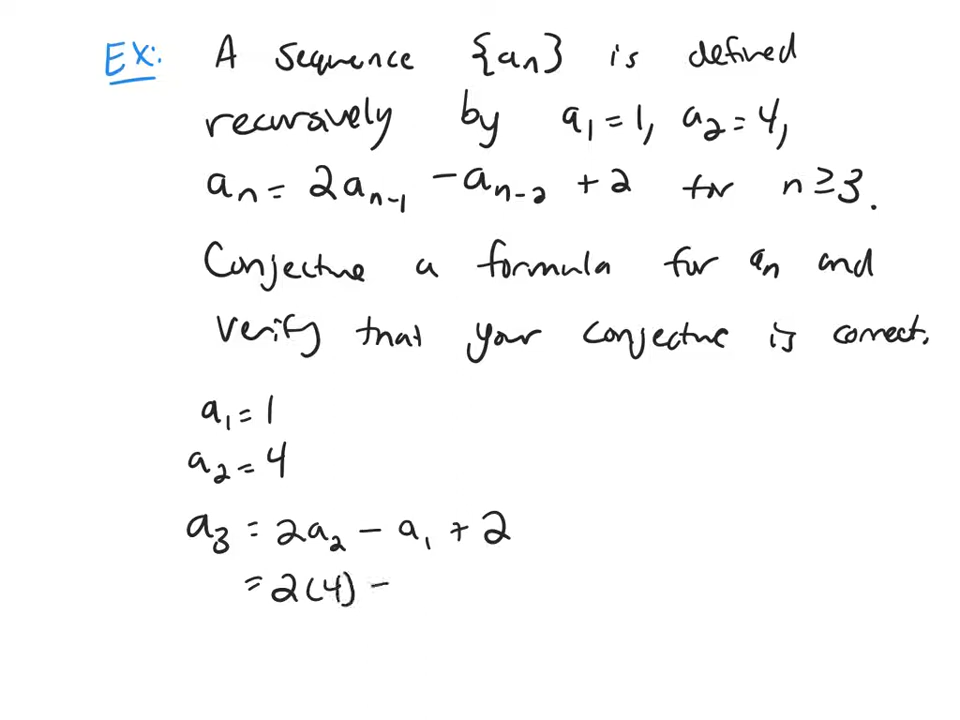 EX: A sequence {aₙ} is defined
recursively by a₁ = 1, a₂ = 4,
aₙ = 2aₙ₋₁ - aₙ₋₂ + 2 for n ≥ 3.
Conjecture a formula for aₙ and
verify that your conjecture is correct.
a₁ = 1
a₂ = 4
a₃ = 2a₂ - a₁ + 2
= 2(4) -